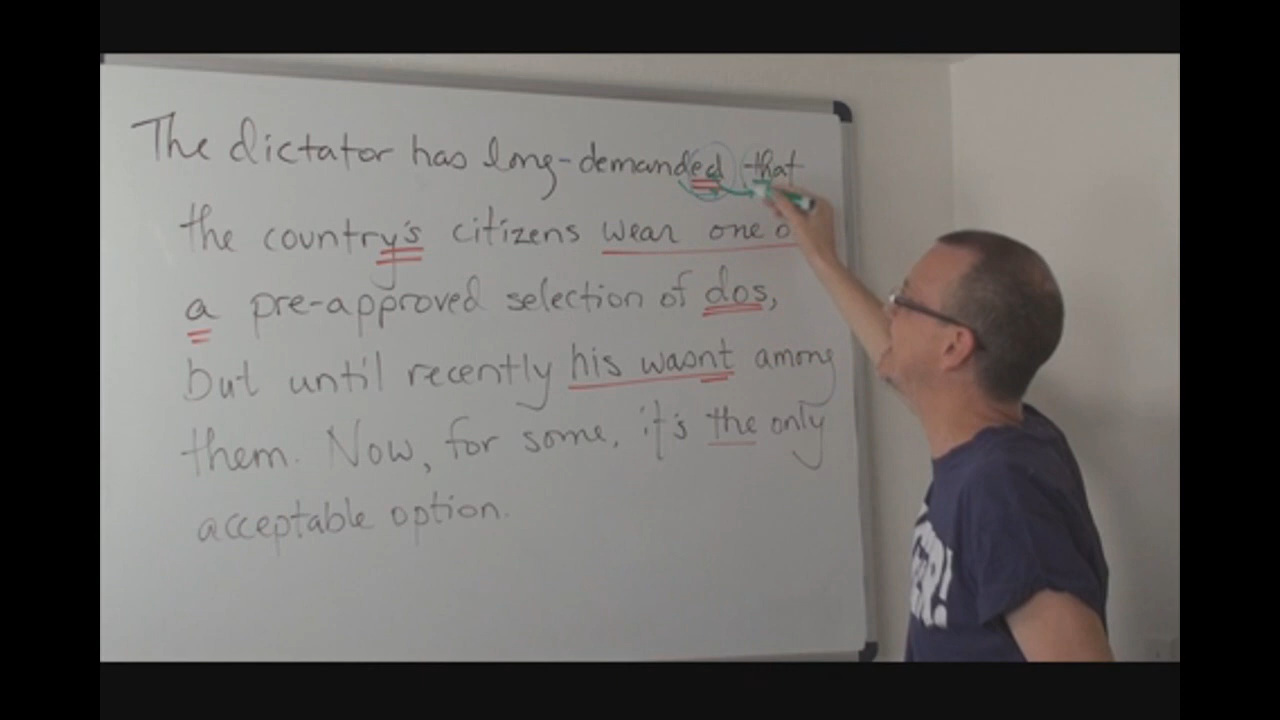 The dictator has long-demanded that
the country's citizens wear one
a pre-approved selection of dos,
but until recently his wasnt among
them. Now, for some, it's the only
acceptable option.